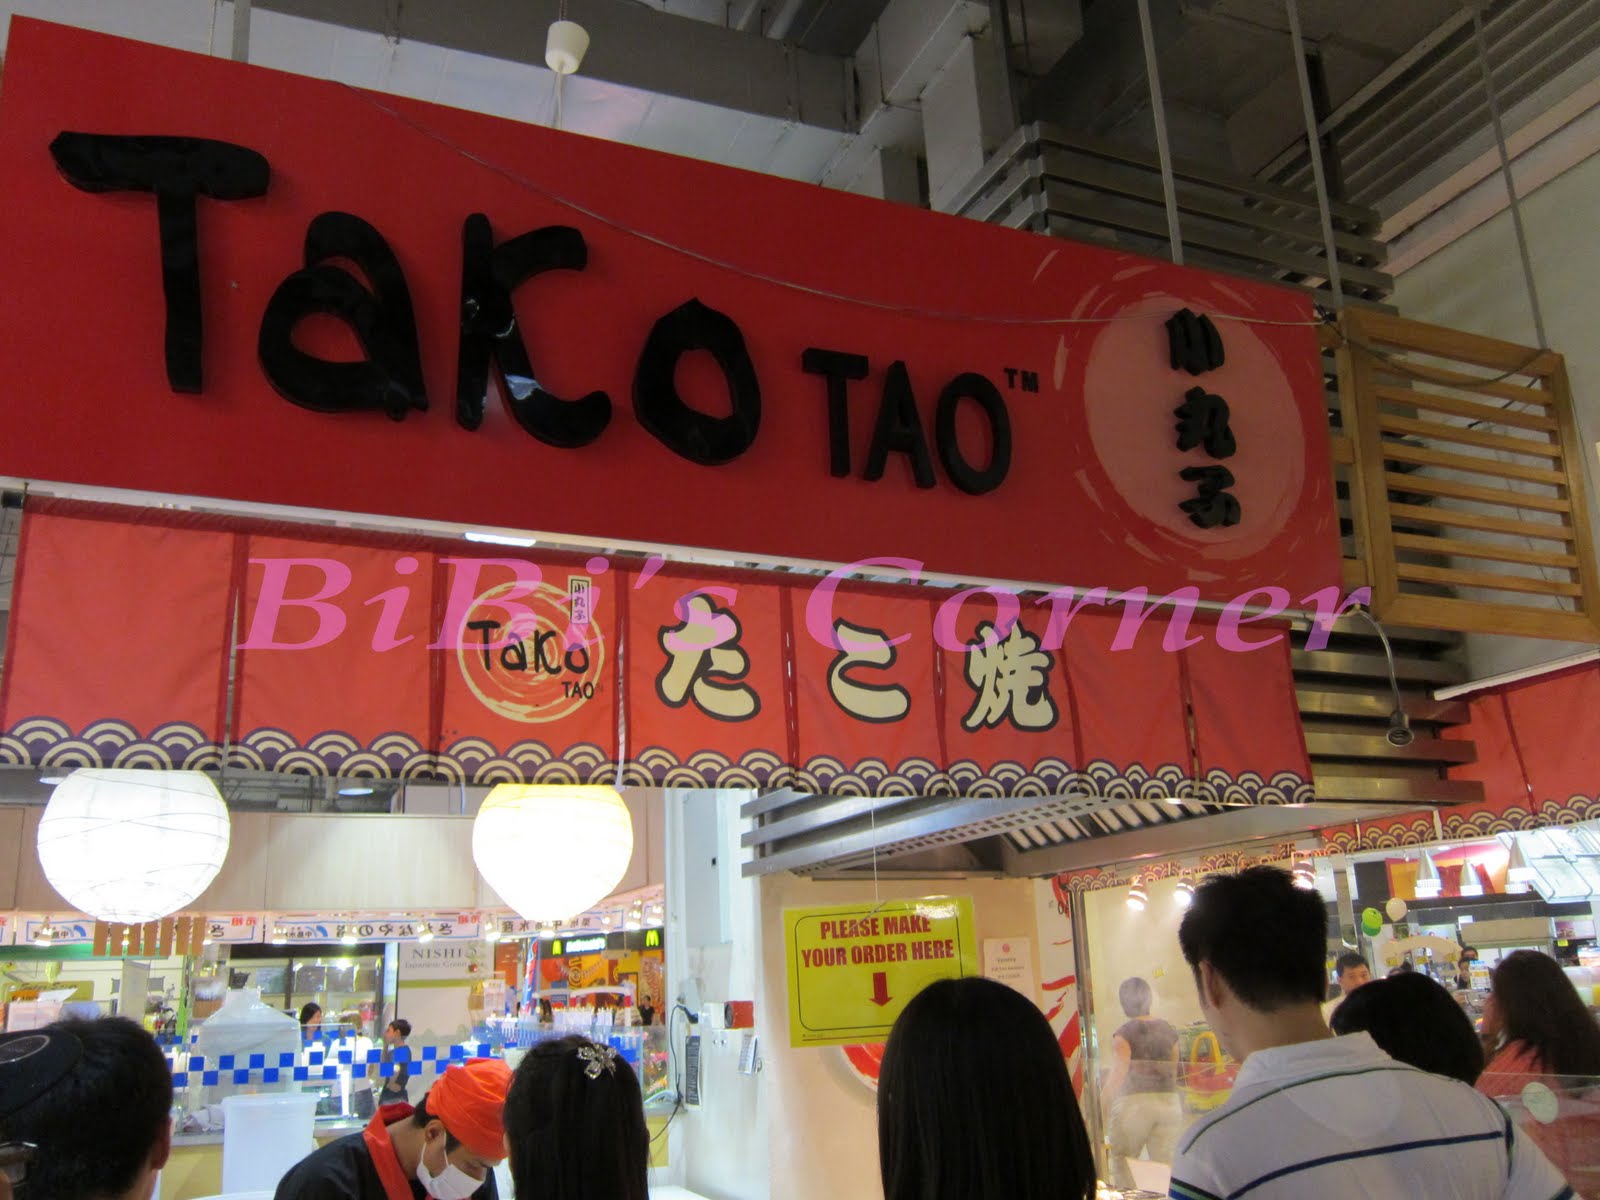 Tako TAO™
小丸子
BiBi's Corner
小丸子
Tako
TAO
たこ焼
PLEASE MAKE
YOUR ORDER HERE
NISHI
Japanese